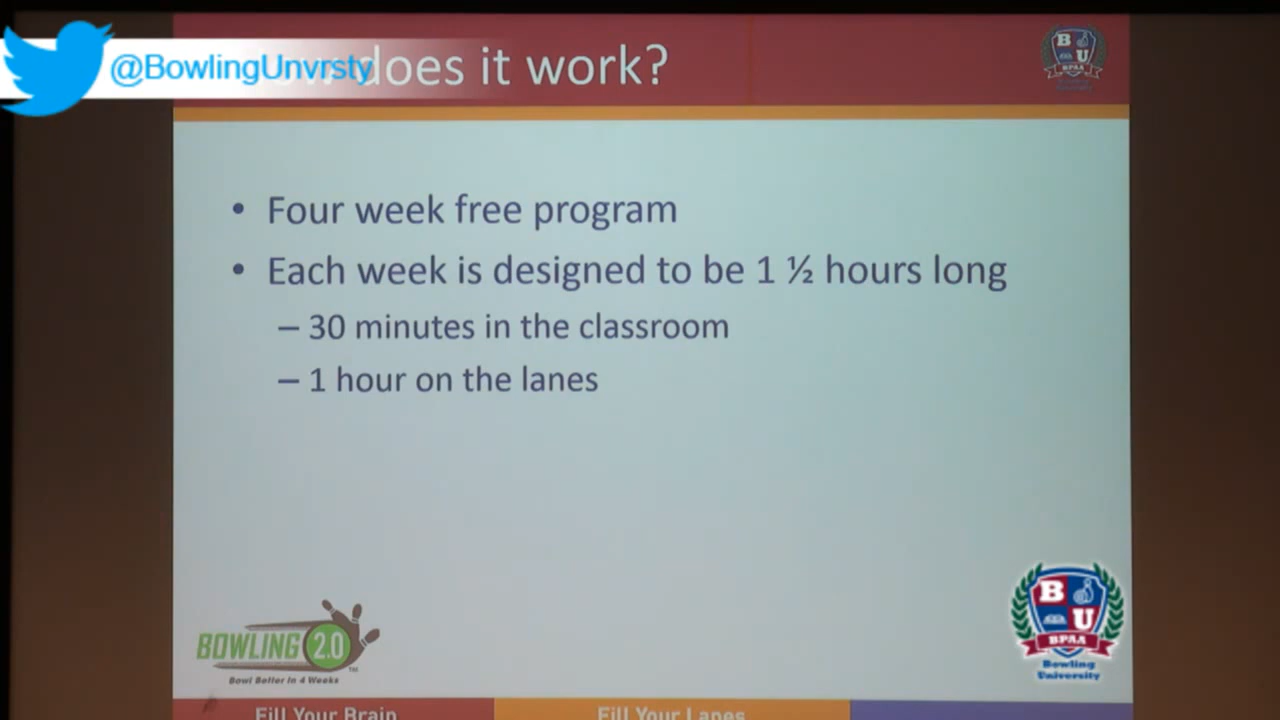 @BowlingUnvrsty
does it work?
B U
BPAA
• Four week free program
• Each week is designed to be 1 ½ hours long
– 30 minutes in the classroom
– 1 hour on the lanes
BOWLING 2.0
TM
Bowl Better in 4 Weeks
B U
BPAA
Bowling
University
Fill Your Brain
Fill Your Lanes